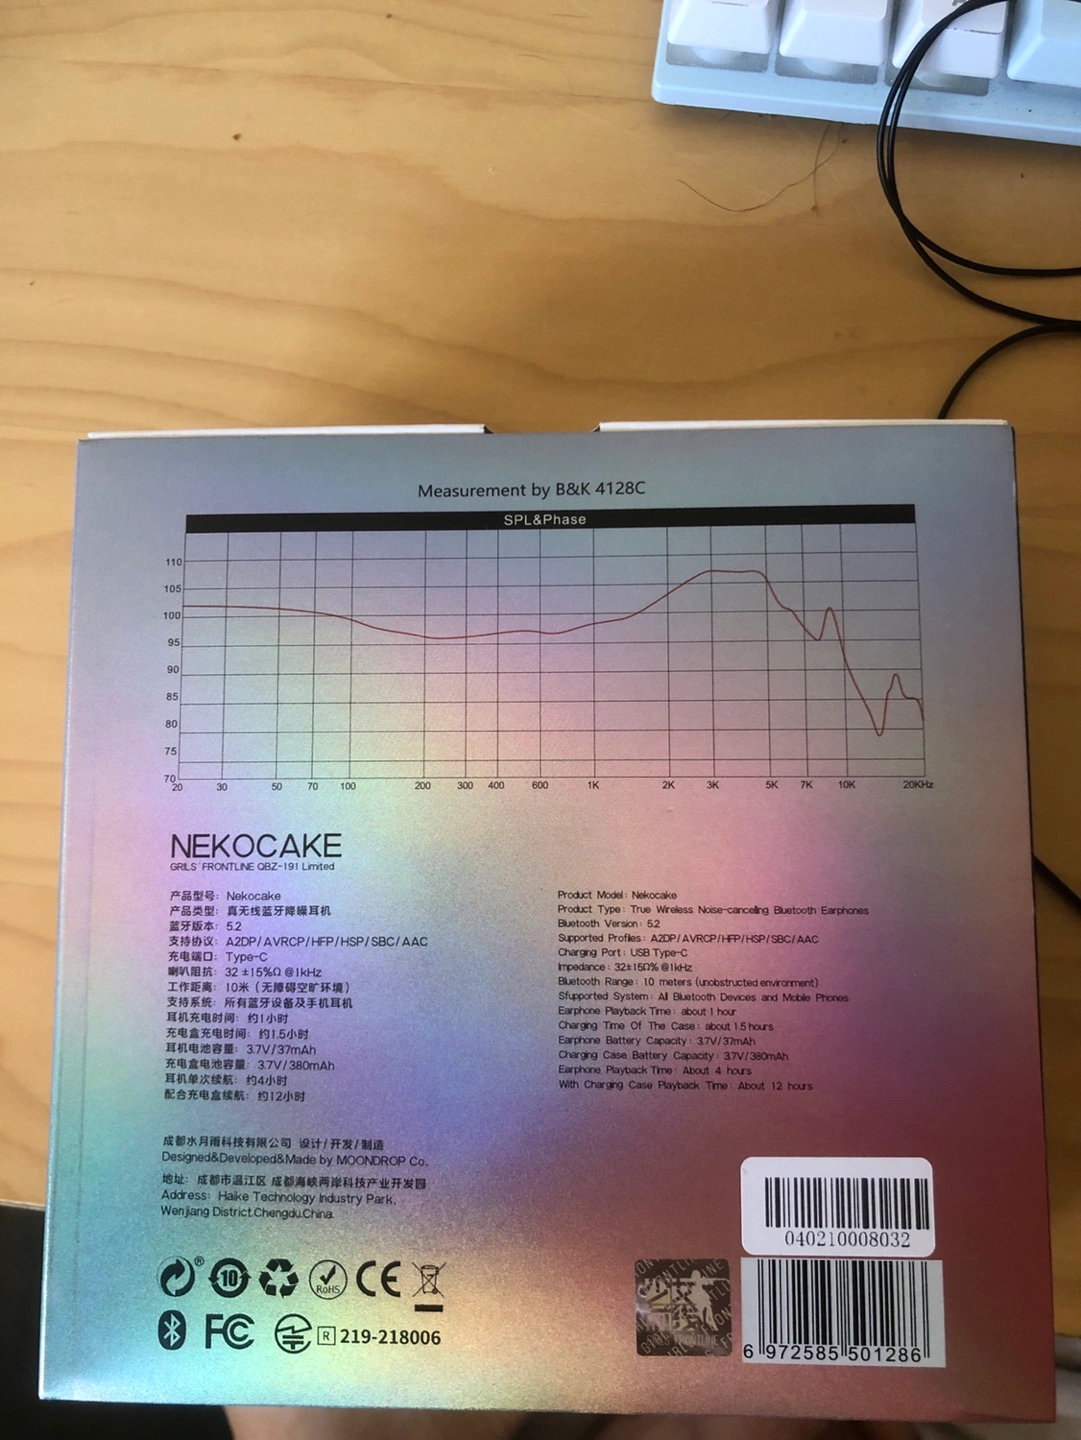 Measurement by B&K 4128C
SPL&Phase
110
105
100
95
90
85
80
75
70
20 30 50 70 100 200 300 400 600 1K 2K 3K 5K 7K 10K 20KHz
NEKOCAKE
GRILS´FRONTLINE QBZ-191 Limited
产品型号: Nekocake
产品类型: 真无线蓝牙降噪耳机
蓝牙版本: 5.2
支持协议: A2DP/AVRCP/HFP/HSP/SBC/AAC
充电端口: Type-C
喇叭阻抗: 32 ±15%Ω @1kHz
工作距离: 10米（无障碍空旷环境）
支持系统: 所有蓝牙设备及手机耳机
耳机充电时间: 约1小时
充电盒充电时间: 约1.5小时
耳机电池容量: 3.7V/37mAh
充电盒电池容量: 3.7V/380mAh
耳机单次续航: 约4小时
配合充电盒续航: 约12小时
Product Model: Nekocake
Product Type: True Wireless Noise-cancelling Bluetooth Earphones
Bluetooth Version: 5.2
Supported Profiles: A2DP/AVRCP/HFP/HSP/SBC/AAC
Charging Port: USB Type-C
Impedance: 32±15Ω% @1kHz
Bluetooth Range: 10 meters (unobstructed environment)
Sfupported System: All Bluetooth Devices and Mobile Phones
Earphone Playback Time: about 1 hour
Charging Time Of The Case: about 1.5 hours
Earphone Battery Capacity: 3.7V/37mAh
Charging Case Battery Capacity: 3.7V/380mAh
Earphone Playback Time: About 4 hours
With Charging Case Playback Time: About 12 hours
成都水月雨科技有限公司 设计/开发/制造
Designed&Developed&Made by MOONDROP Co.
地址: 成都市温江区 成都海峡两岸科技产业开发园
Address: Haike Technology Industry Park,
Wenjiang District.Chengdu.China.
040210008032
® 10 RoHS CE
FC R 219-218006
6 972585 501286